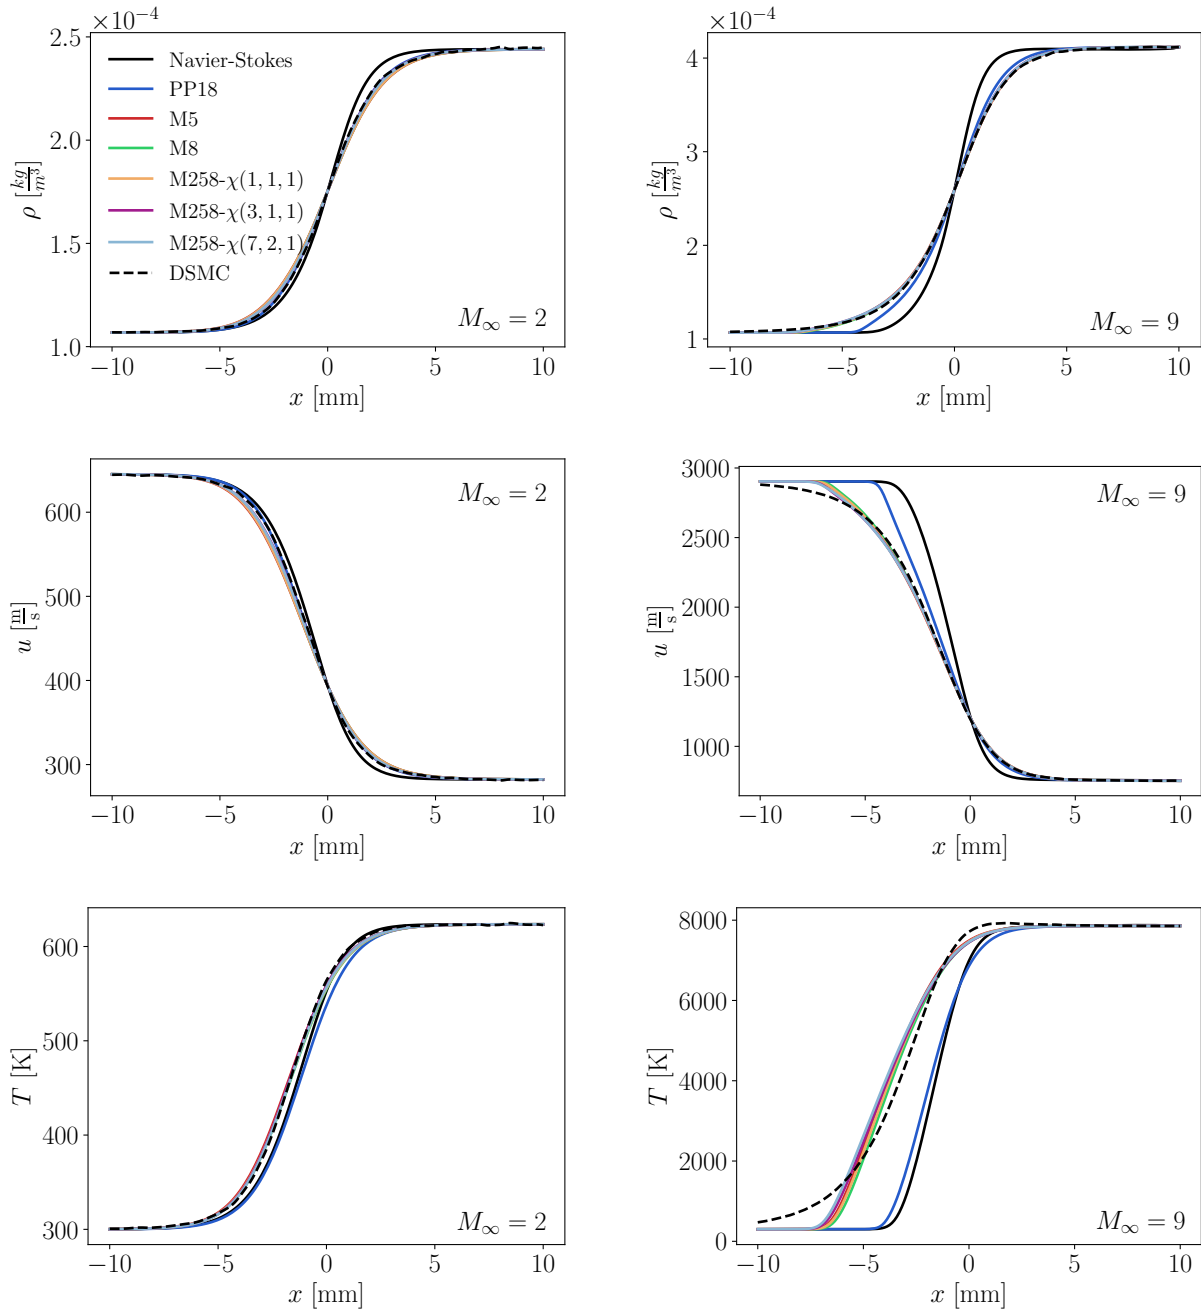 ×10⁻⁴
2.5
2.0
1.5
1.0
ρ [kg/m³]
Navier-Stokes
PP18
M5
M8
M258-χ(1, 1, 1)
M258-χ(3, 1, 1)
M258-χ(7, 2, 1)
DSMC
M∞ = 2
−10 −5 0 5 10
x [mm]
×10⁻⁴
4
3
2
1
ρ [kg/m³]
M∞ = 9
−10 −5 0 5 10
x [mm]
600
500
400
300
u [m/s]
M∞ = 2
−10 −5 0 5 10
x [mm]
3000
2500
2000
1500
1000
u [m/s]
M∞ = 9
−10 −5 0 5 10
x [mm]
600
500
400
300
T [K]
M∞ = 2
−10 −5 0 5 10
x [mm]
8000
6000
4000
2000
0
T [K]
M∞ = 9
−10 −5 0 5 10
x [mm]